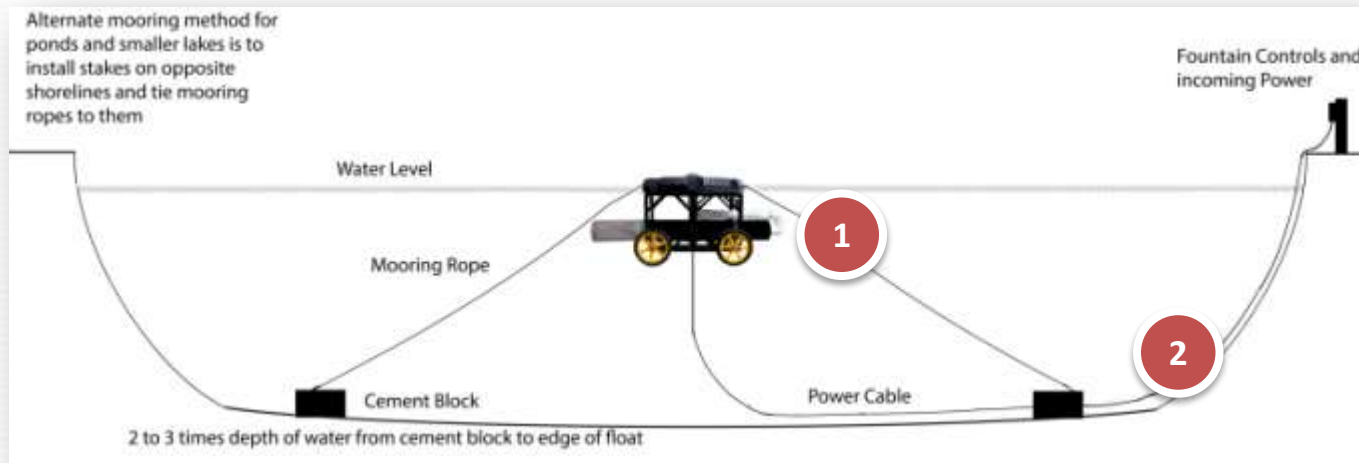 Alternate mooring method for
ponds and smaller lakes is to
install stakes on opposite
shorelines and tie mooring
ropes to them
Fountain Controls and
incoming Power
Water Level
1
Mooring Rope
2
Cement Block
Power Cable
2 to 3 times depth of water from cement block to edge of float